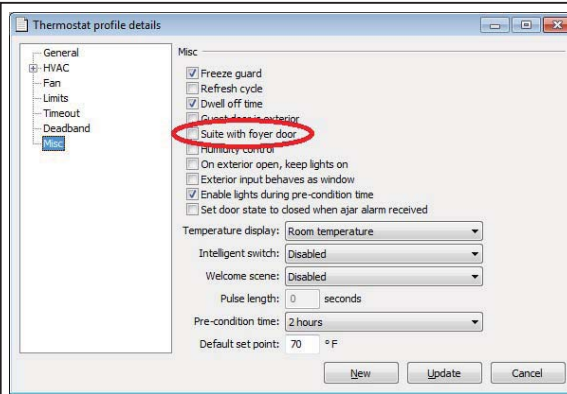 Thermostat profile details
General
HVAC
Fan
Limits
Timeout
Deadband
Misc
Misc
Freeze guard
Refresh cycle
Dwell off time
Guest door is exterior
Suite with foyer door
Humidity control
On exterior open, keep lights on
Exterior input behaves as window
Enable lights during pre-condition time
Set door state to closed when ajar alarm received
Temperature display: Room temperature
Intelligent switch: Disabled
Welcome scene: Disabled
Pulse length: 0 seconds
Pre-condition time: 2 hours
Default set point: 70 °F
New Update Cancel